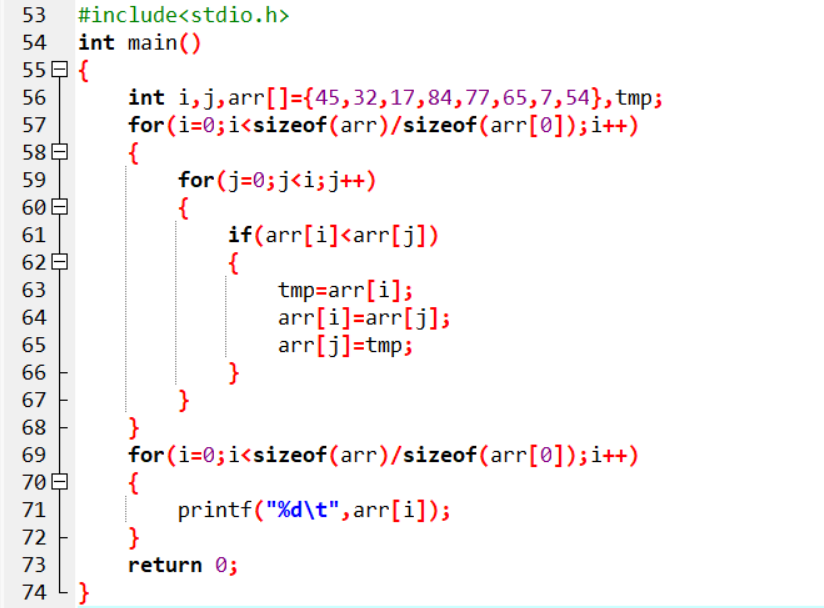 53 #include<stdio.h>
54 int main()
55 {
56 int i,j,arr[]={45,32,17,84,77,65,7,54},tmp;
57 for(i=0;i<sizeof(arr)/sizeof(arr[0]);i++)
58 {
59 for(j=0;j<i;j++)
60 {
61 if(arr[i]<arr[j])
62 {
63 tmp=arr[i];
64 arr[i]=arr[j];
65 arr[j]=tmp;
66 }
67 }
68 }
69 for(i=0;i<sizeof(arr)/sizeof(arr[0]);i++)
70 {
71 printf("%d\t",arr[i]);
72 }
73 return 0;
74 }